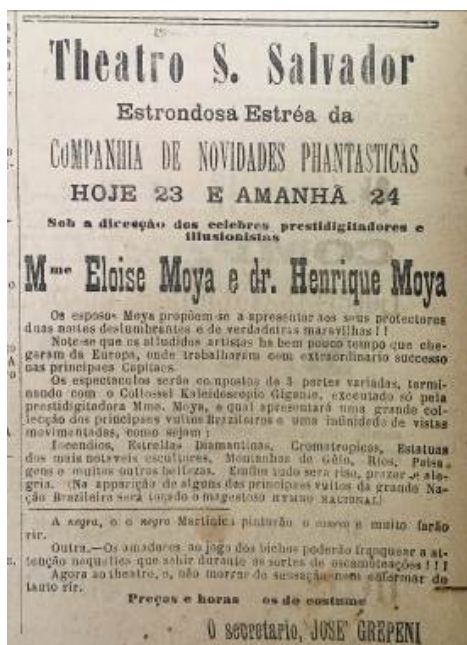 Theatro S. Salvador
Estrondosa Estréa da
COMPANHIA DE NOVIDADES PHANTASTICAS
HOJE 23 E AMANHÃ 24
Sob a direcção dos celebres prestidigitadores e
illusionistas
Mme Eloise Moya e dr. Henrique Moya
Os esposos Moya propõem-se a apresentar aos seus protectores
duas noites deslumbrantes e de verdadeiras maravilhas!!
Note-se que os alludidos artistas ha bem pouco tempo que che-
garam da Europa, onde trabalharam com extraordinario successo
nas principaes Capitaes.
Os espectaculos serão compostos de 3 partes variadas, termi-
nando com o Collossal Kaleidoscopio Gigante, executado só pela
prestidigitadora Mme. Moya, o qual apresentará uma grande col-
lecção dos principaes vultos Brazileiros e uma infinidade de vistas
movimentadas, como sejam:
Incendios, Estrellas Diamantinas, Cromatropicos, Estatuas
dos mais notaveis escultores, Montanhas de Gêlo, Rios, Paisa-
gens e muitas outras bellezas. Emfim tudo será riso, prazer e ale-
gria. (Na apparição de alguns dos principaes vultos da grande Na-
ção Brazileira será tocado o magestoso HYMNO NACIONAL)
A negra, e o negro Martinica pintarão o e muito farão
rir.
Outra.—Os amadores ao jogo dos bichos poderão franquear a at-
tenção naquelles que sahir durante as sortes de escamoteações!!!
Agora ao theatro, e, não morrer de sensação nem enfermar de
tanto rir.
Preços e horas os do costume
O secretario, JOSÉ GREPENI